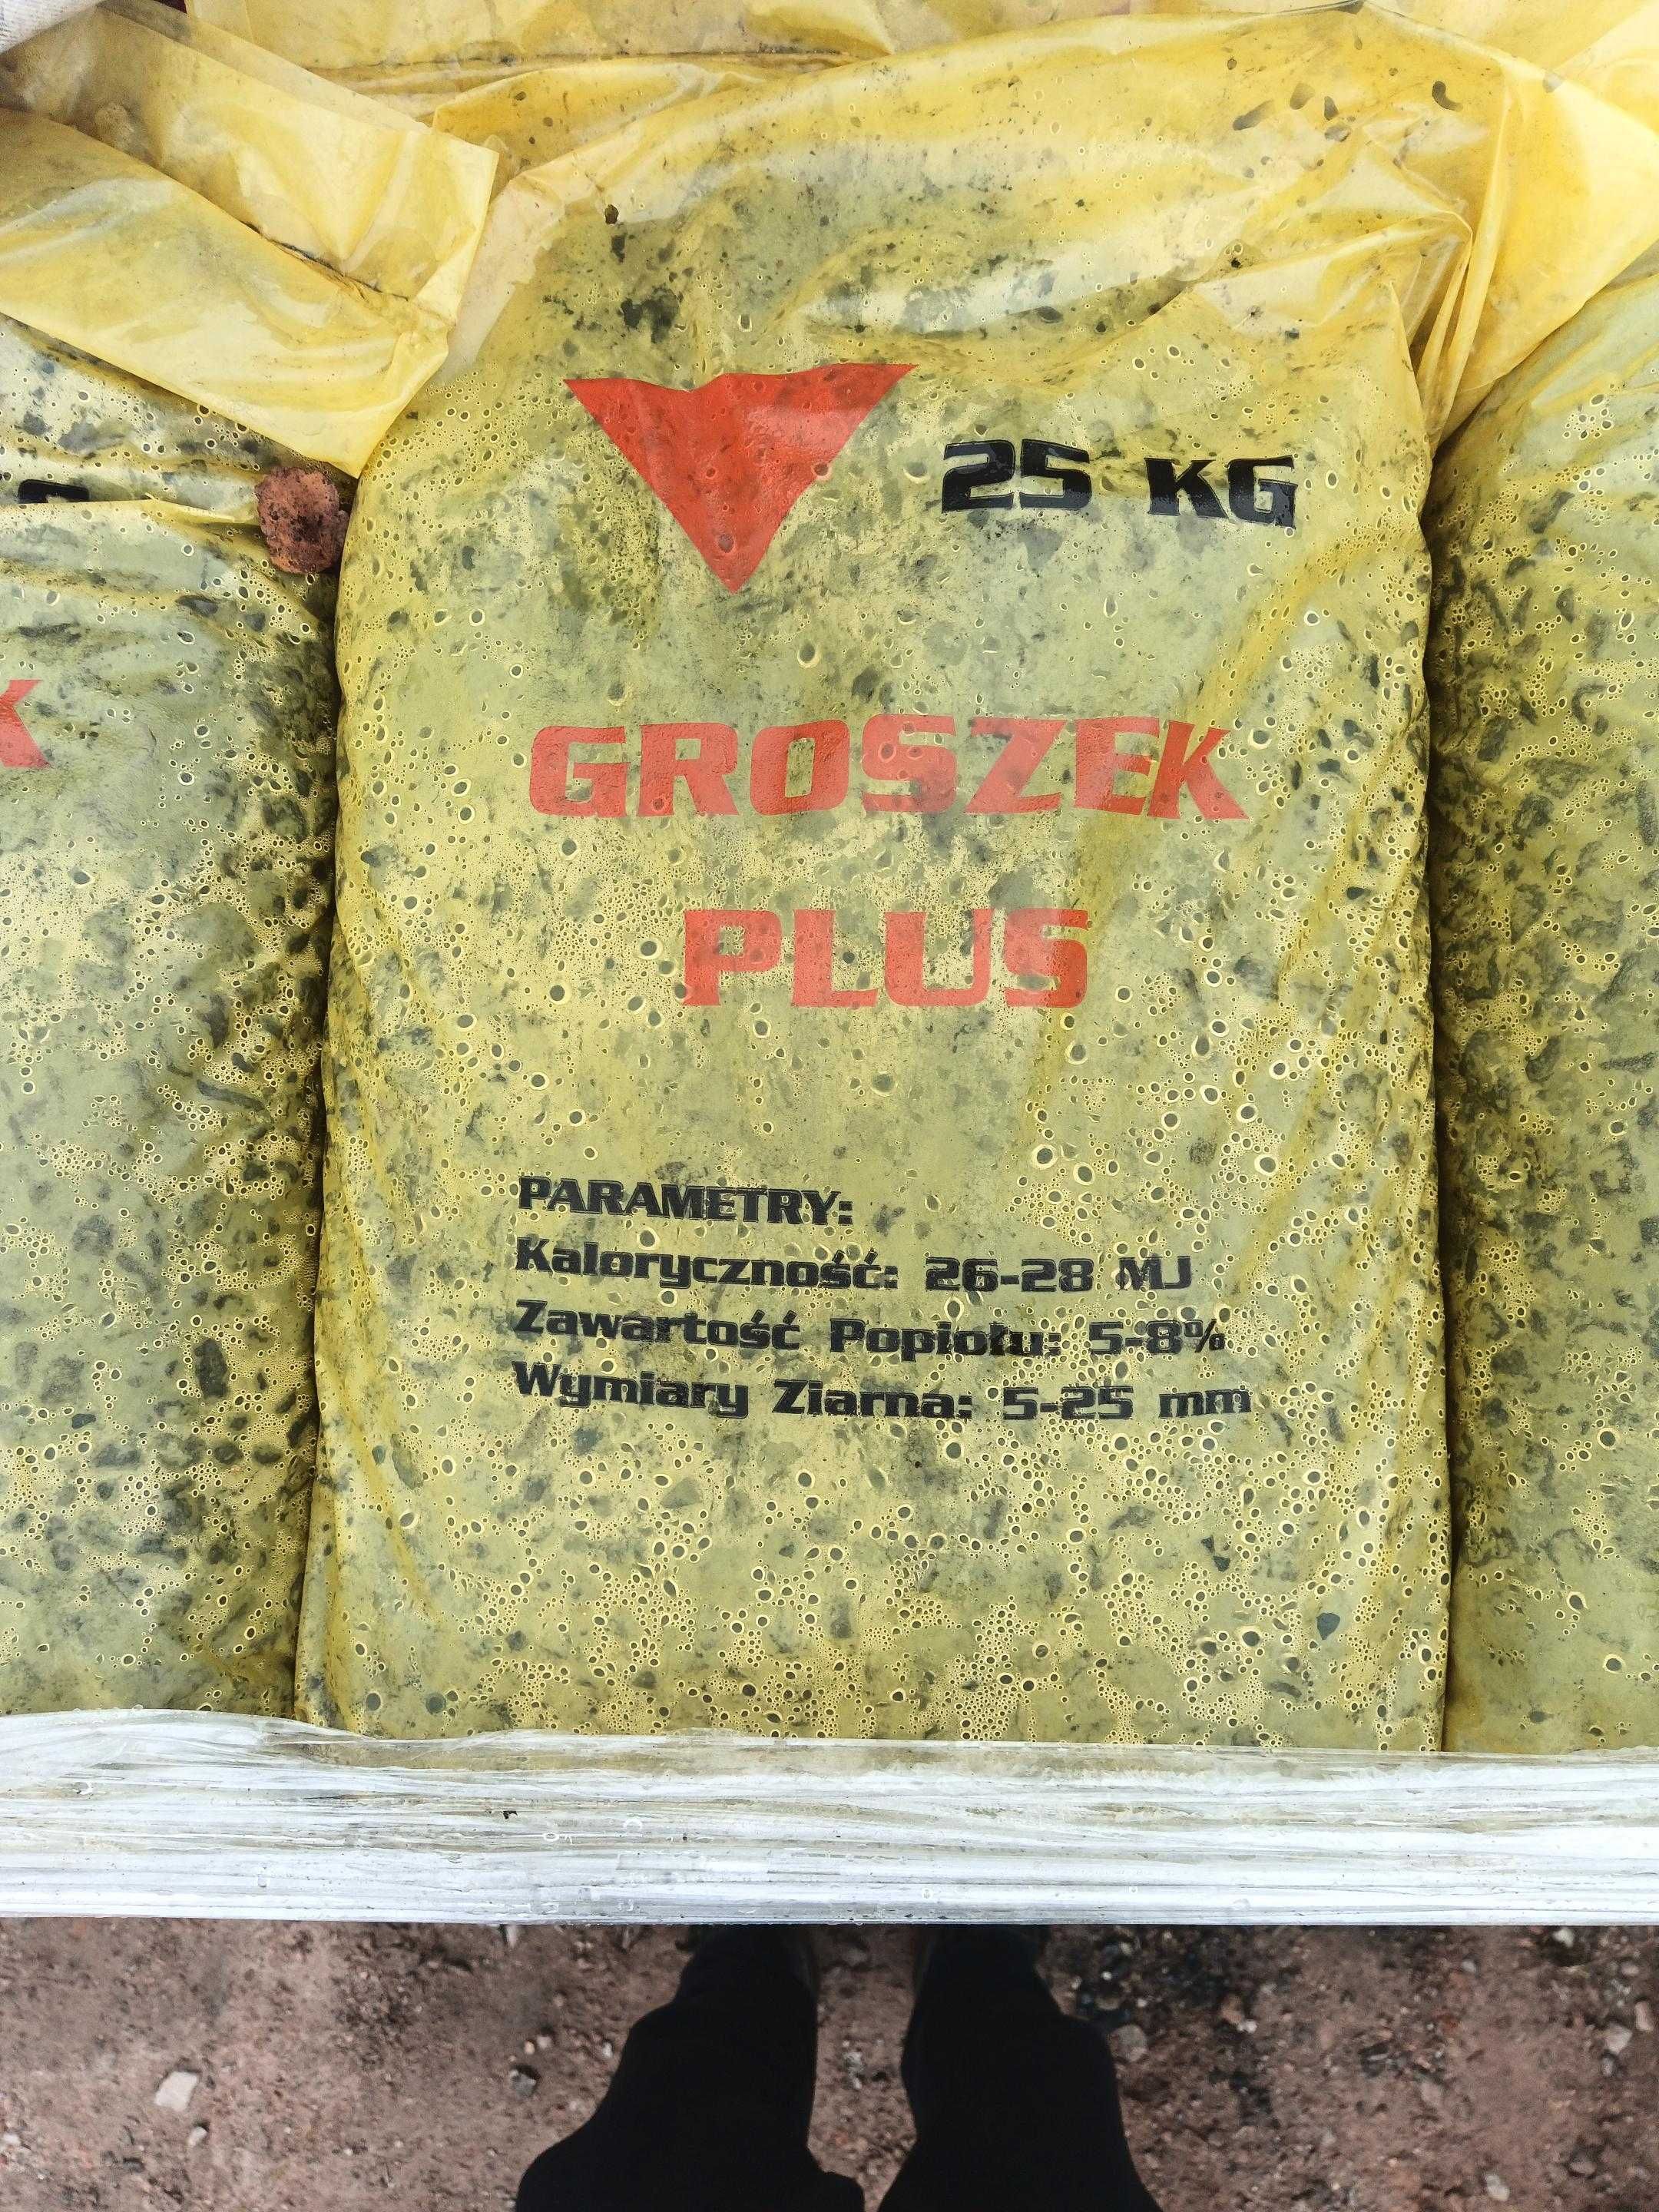 25 KG
GROSZEK
PLUS
PARAMETRY:
Kaloryczność: 26-28 MJ
Zawartość Popiołu: 5-8%
Wymiary Ziarna: 5-25 mm